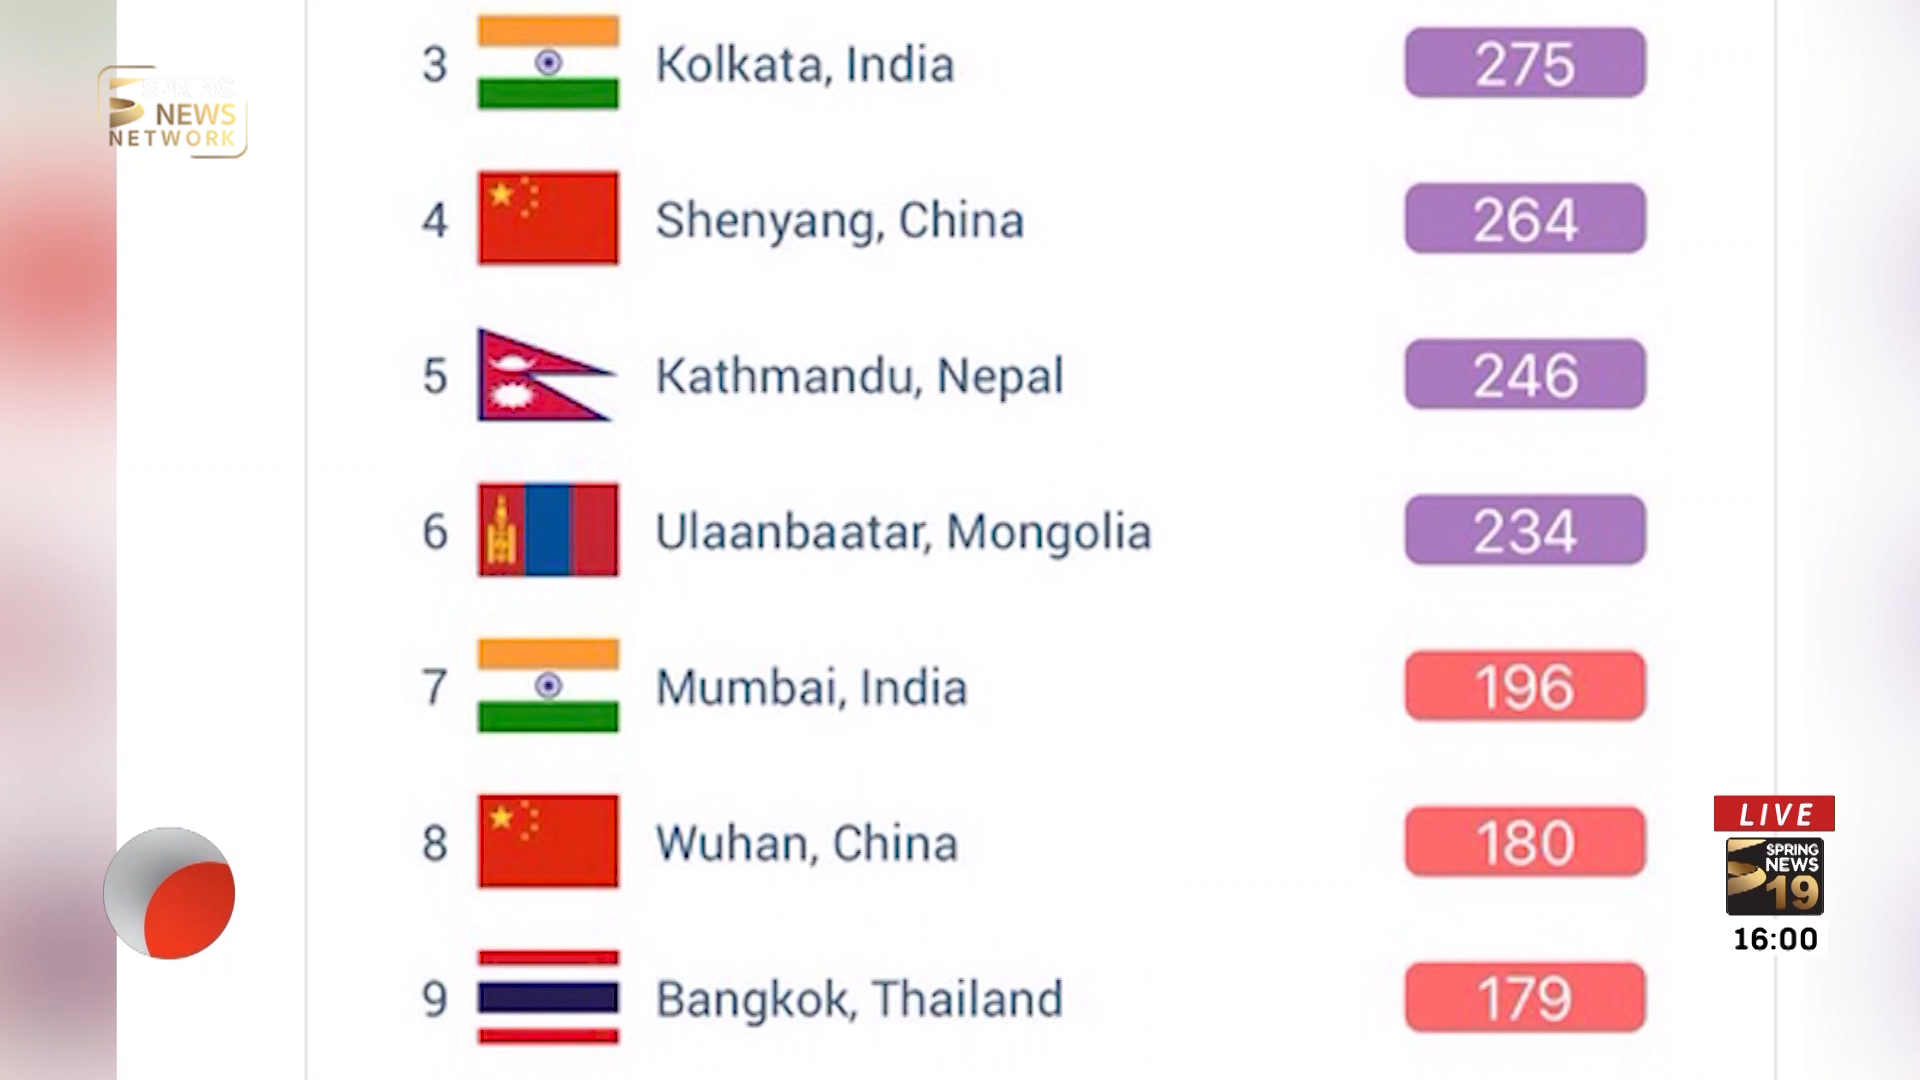 SPRING
NEWS
NETWORK
3 Kolkata, India 275
4 Shenyang, China 264
5 Kathmandu, Nepal 246
6 Ulaanbaatar, Mongolia 234
7 Mumbai, India 196
8 Wuhan, China 180
9 Bangkok, Thailand 179
LIVE
SPRING
NEWS
19
16:00